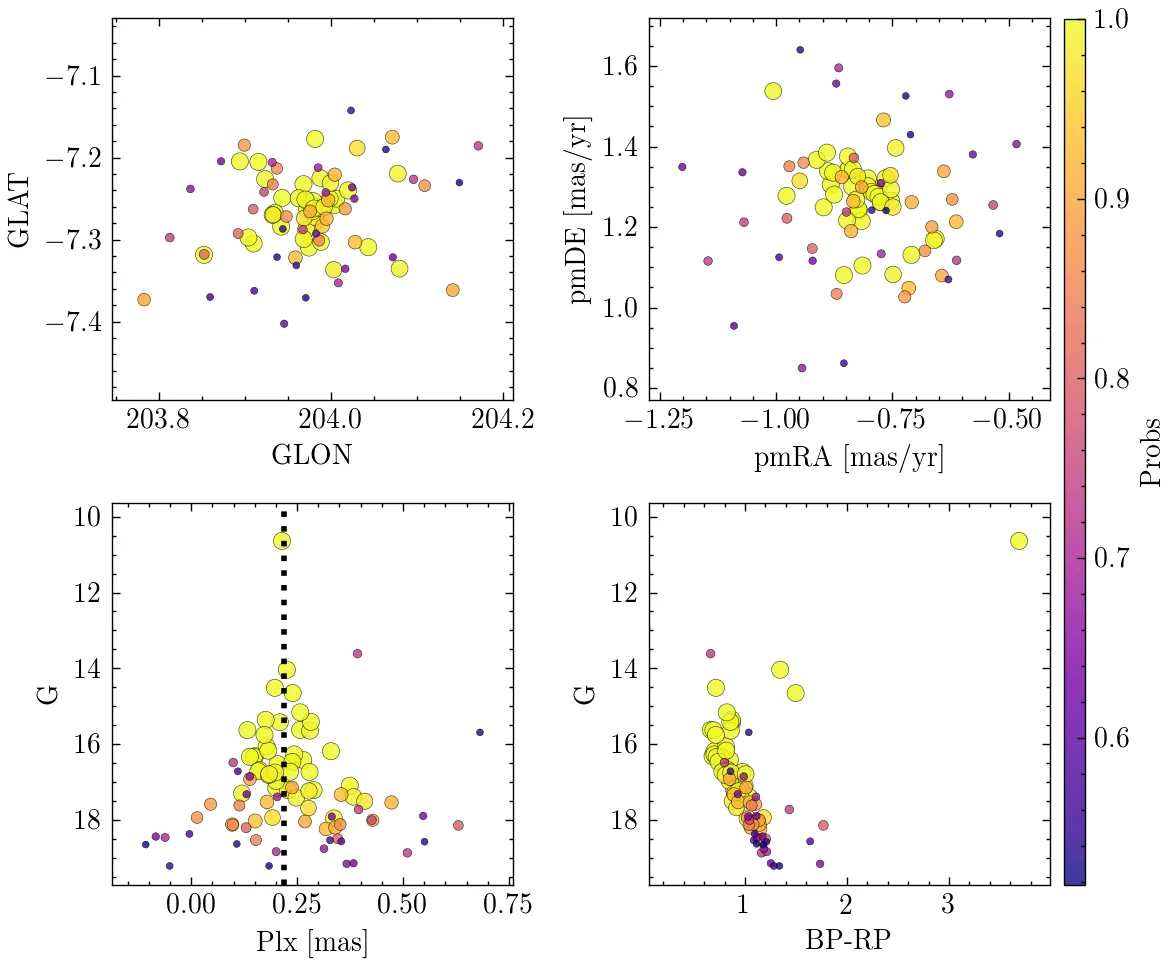 −7.1
−7.2
−7.3
−7.4
GLAT
203.8 204.0 204.2
GLON
1.6
1.4
1.2
1.0
0.8
pmDE [mas/yr]
−1.25 −1.00 −0.75 −0.50
pmRA [mas/yr]
1.0
0.9
0.8
0.7
0.6
Probs
10
12
14
16
18
G
0.00 0.25 0.50 0.75
Plx [mas]
10
12
14
16
18
G
1 2 3
BP-RP